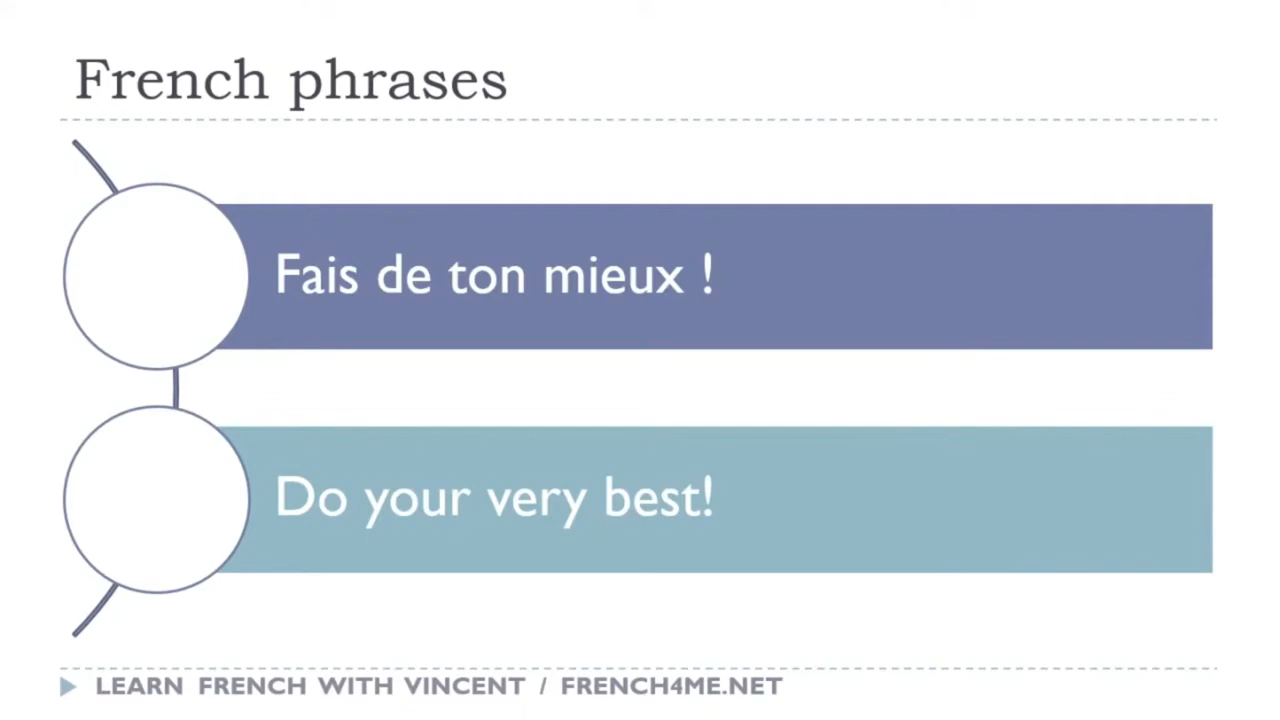 French phrases
Fais de ton mieux !
Do your very best!
LEARN FRENCH WITH VINCENT / FRENCH4ME.NET